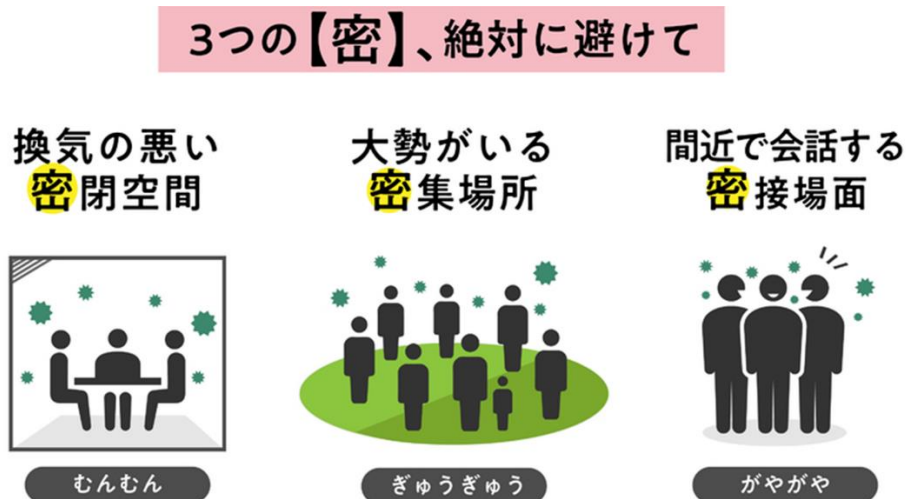 3つの【密】、絶対に避けて
換気の悪い
密閉空間
大勢がいる
密集場所
間近で会話する
密接場面
むんむん
ぎゅうぎゅう
がやがや